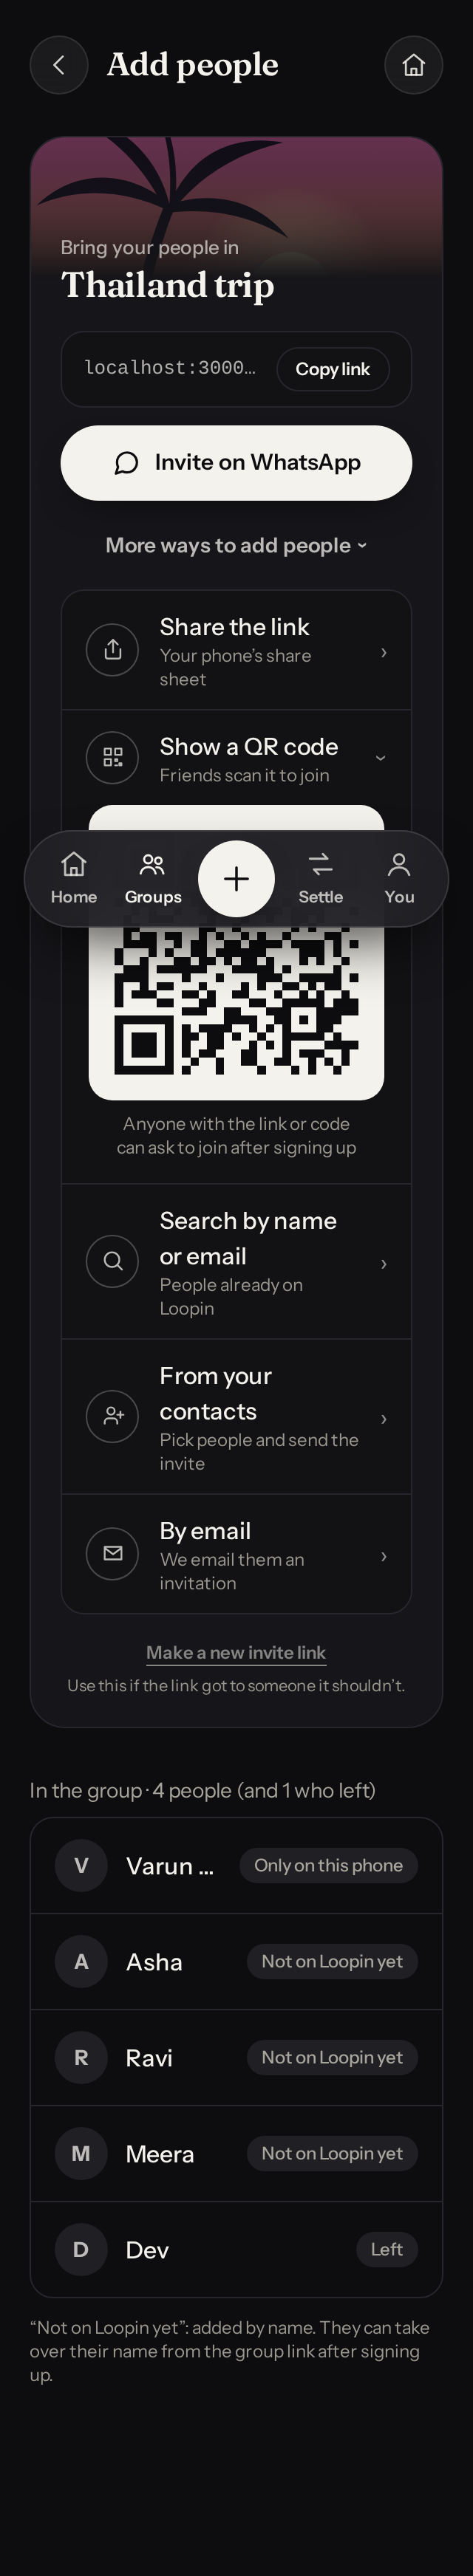 Add people
Bring your people in
Thailand trip
localhost:3000…
Copy link
Invite on WhatsApp
More ways to add people
Share the link
Your phone’s share
sheet
Show a QR code
Friends scan it to join
Home
Groups
Settle
You
Anyone with the link or code
can ask to join after signing up
Search by name
or email
People already on
Loopin
From your
contacts
Pick people and send the
invite
By email
We email them an
invitation
Make a new invite link
Use this if the link got to someone it shouldn’t.
In the group · 4 people (and 1 who left)
V
Varun …
Only on this phone
A
Asha
Not on Loopin yet
R
Ravi
Not on Loopin yet
M
Meera
Not on Loopin yet
D
Dev
Left
“Not on Loopin yet”: added by name. They can take
over their name from the group link after signing
up.